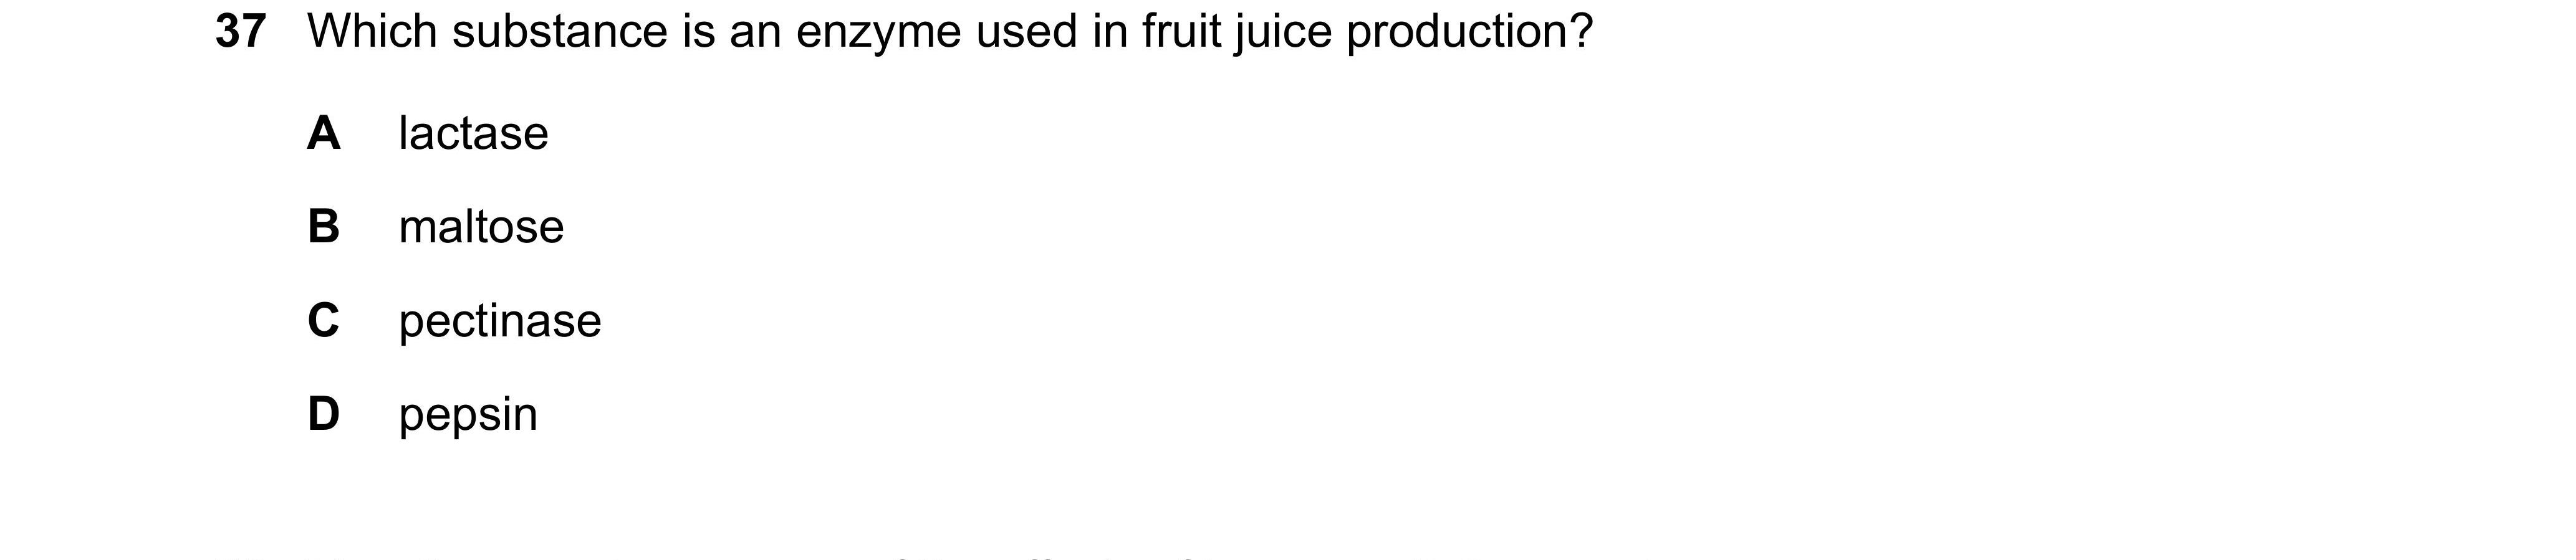 37 Which substance is an enzyme used in fruit juice production?
A lactase
B maltose
C pectinase
D pepsin